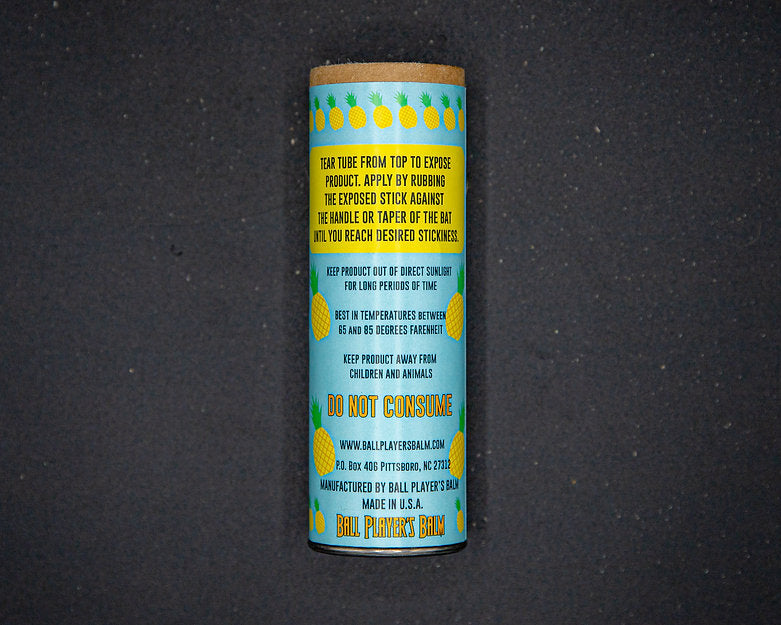 TEAR TUBE FROM TOP TO EXPOSE
PRODUCT. APPLY BY RUBBING
THE EXPOSED STICK AGAINST
THE HANDLE OR TAPER OF THE BAT
UNTIL YOU REACH DESIRED STICKINESS.
KEEP PRODUCT OUT OF DIRECT SUNLIGHT
FOR LONG PERIODS OF TIME
BEST IN TEMPERATURES BETWEEN
65 AND 85 DEGREES FARENHEIT
KEEP PRODUCT AWAY FROM
CHILDREN AND ANIMALS
DO NOT CONSUME
WWW.BALLPLAYERSBALM.COM
P.O. BOX 406 PITTSBORO, NC 27312
MANUFACTURED BY BALL PLAYER'S BALM
MADE IN U.S.A.
BALL PLAYER'S BALM